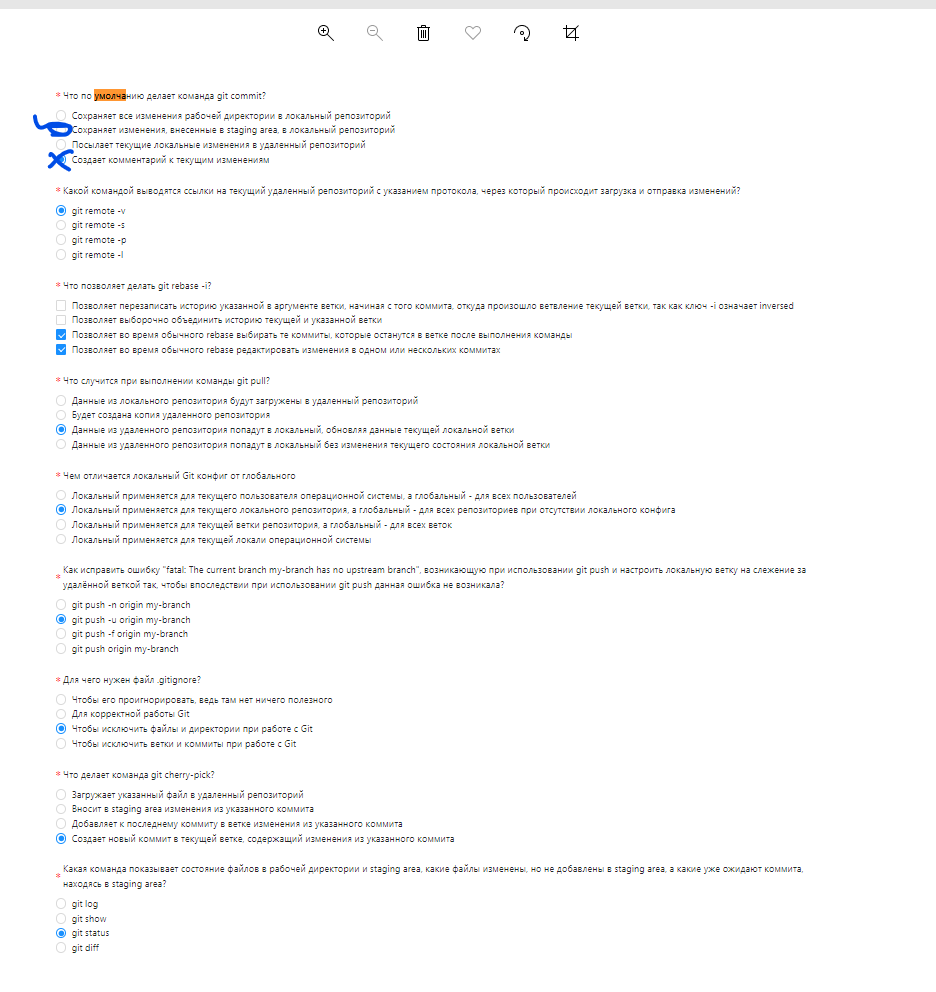 * Что по умолчанию делает команда git commit?
Сохраняет все изменения рабочей директории в локальный репозиторий
Сохраняет изменения, внесенные в staging area, в локальный репозиторий
Посылает текущие локальные изменения в удаленный репозиторий
Создает комментарий к текущим изменениям
* Какой командой выводятся ссылки на текущий удаленный репозиторий с указанием протокола, через который происходит загрузка и отправка изменений?
git remote -v
git remote -s
git remote -p
git remote -l
* Что позволяет делать git rebase -i?
Позволяет перезаписать историю указанной в аргументе ветки, начиная с того коммита, откуда произошло ветвление текущей ветки, так как ключ -i означает inversed
Позволяет выборочно объединить историю текущей и указанной ветки
Позволяет во время обычного rebase выбирать те коммиты, которые останутся в ветке после выполнения команды
Позволяет во время обычного rebase редактировать изменения в одном или нескольких коммитах
* Что случится при выполнении команды git pull?
Данные из локального репозитория будут загружены в удаленный репозиторий
Будет создана копия удаленного репозитория
Данные из удаленного репозитория попадут в локальный, обновляя данные текущей локальной ветки
Данные из удаленного репозитория попадут в локальный без изменения текущего состояния локальной ветки
* Чем отличается локальный Git конфиг от глобального
Локальный применяется для текущего пользователя операционной системы, а глобальный - для всех пользователей
Локальный применяется для текущего локального репозитория, а глобальный - для всех репозиториев при отсутствии локального конфига
Локальный применяется для текущей ветки репозитория, а глобальный - для всех веток
Локальный применяется для текущей локали операционной системы
* Как исправить ошибку "fatal: The current branch my-branch has no upstream branch", возникающую при использовании git push и настроить локальную ветку на слежение за
удалённой веткой так, чтобы впоследствии при использовании git push данная ошибка не возникала?
git push -n origin my-branch
git push -u origin my-branch
git push -f origin my-branch
git push origin my-branch
* Для чего нужен файл .gitignore?
Чтобы его проигнорировать, ведь там нет ничего полезного
Для корректной работы Git
Чтобы исключить файлы и директории при работе с Git
Чтобы исключить ветки и коммиты при работе с Git
* Что делает команда git cherry-pick?
Загружает указанный файл в удаленный репозиторий
Вносит в staging area изменения из указанного коммита
Добавляет к последнему коммиту в ветке изменения из указанного коммита
Создает новый коммит в текущей ветке, содержащий изменения из указанного коммита
* Какая команда показывает состояние файлов в рабочей директории и staging area, какие файлы изменены, но не добавлены в staging area, а какие уже ожидают коммита,
находясь в staging area?
git log
git show
git status
git diff